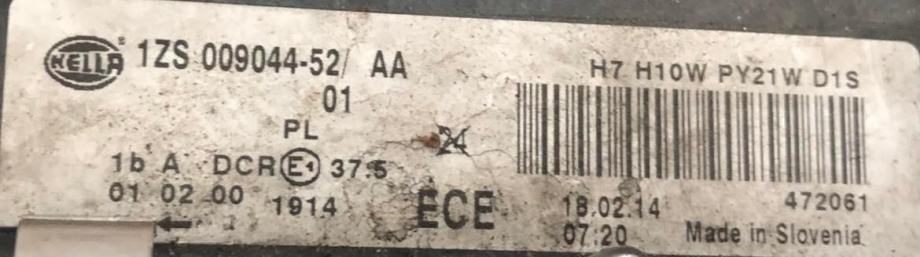 HELLA 1ZS 009044-52/ AA
01
H7 H10W PY21W D1S
PL
24
1b A DCR E1 37.5
01 02 00 1914
ECE
18.02.14
07:20
472061
Made in Slovenia